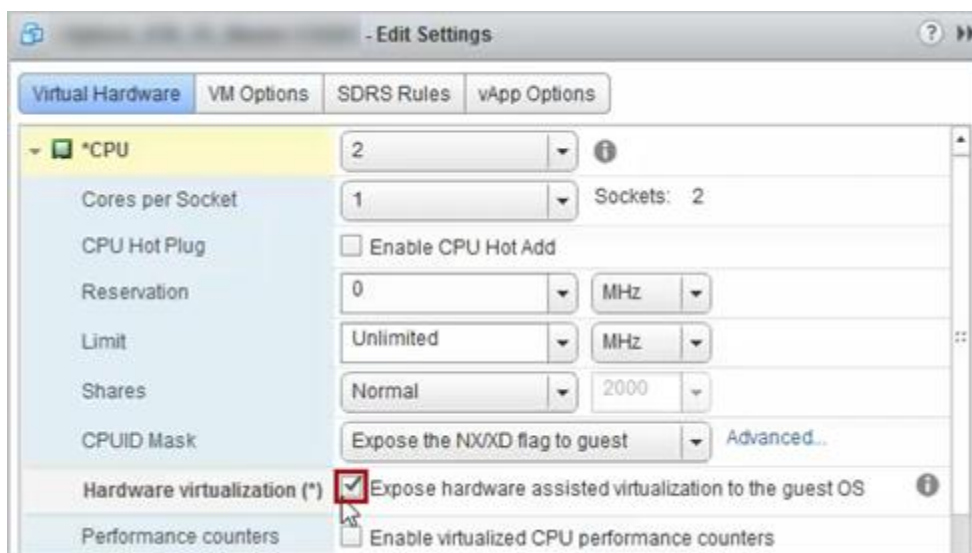 - Edit Settings
Virtual Hardware VM Options SDRS Rules vApp Options
*CPU 2
Cores per Socket 1 Sockets: 2
CPU Hot Plug Enable CPU Hot Add
Reservation 0 MHz
Limit Unlimited MHz
Shares Normal 2000
CPUID Mask Expose the NX/XD flag to guest Advanced...
Hardware virtualization (*) Expose hardware assisted virtualization to the guest OS
Performance counters Enable virtualized CPU performance counters